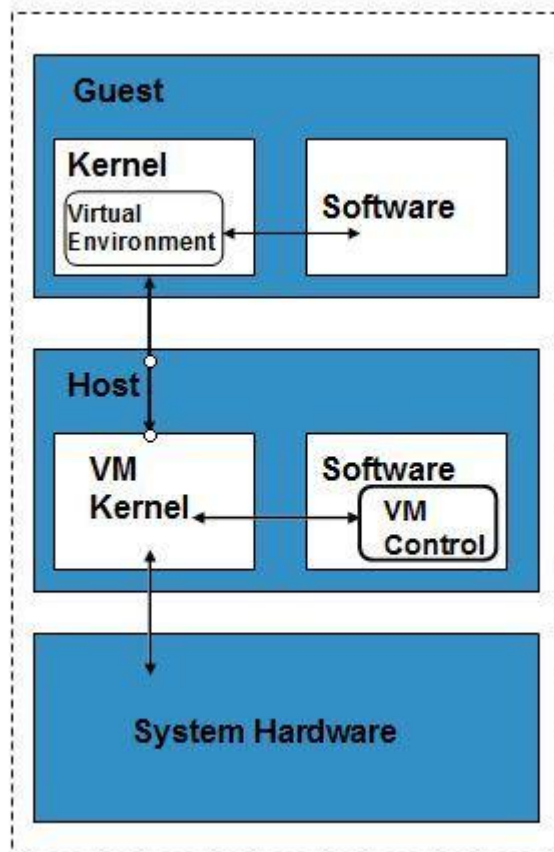 Guest
Kernel
Virtual
Environment
Software
Host
VM
Kernel
Software
VM
Control
System Hardware